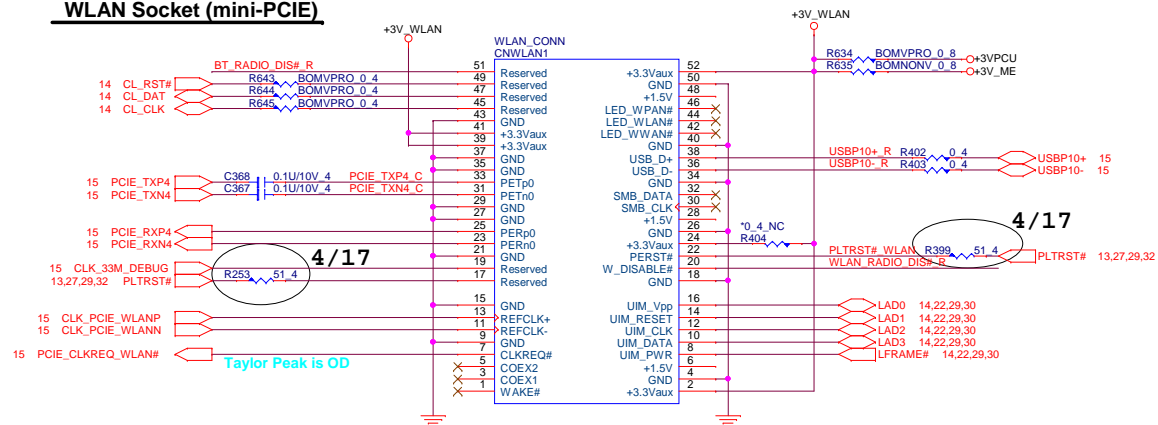 WLAN Socket (mini-PCIE)
+3V_WLAN
+3V_WLAN
WLAN_CONN
CNWLAN1
R634 BOMVPRO_0_8 +3VPCU
R635 BOMNONV_0_8 +3V_ME
BT_RADIO_DIS#_R 51 Reserved +3.3Vaux 52
14 CL_RST# R643 BOMVPRO_0_4 49 Reserved GND 50
14 CL_DAT R644 BOMVPRO_0_4 47 Reserved +1.5V 48
14 CL_CLK R645 BOMVPRO_0_4 45 Reserved LED_WPAN# 46
43 GND LED_WLAN# 44
41 +3.3Vaux LED_WWAN# 42
39 +3.3Vaux GND 40
37 GND USB_D+ 38 USBP10+_R R402 0_4 USBP10+ 15
35 GND USB_D- 36 USBP10-_R R403 0_4 USBP10- 15
15 PCIE_TXP4 C368 0.1U/10V_4 PCIE_TXP4_C 33 PETp0 GND 34
15 PCIE_TXN4 C367 0.1U/10V_4 PCIE_TXN4_C 31 PETn0 SMB_DATA 32
29 GND SMB_CLK 30
27 GND +1.5V 28
15 PCIE_RXP4 25 PERp0 GND 26
15 PCIE_RXN4 23 PERn0 +3.3Vaux 24 *0_4_NC R404
4/17
21 GND PERST# 22 PLTRST#_WLAN R399 51_4 PLTRST# 13,27,29,32
4/17
15 CLK_33M_DEBUG 19 Reserved W_DISABLE# 20 WLAN_RADIO_DIS#_R
13,27,29,32 PLTRST# R253 51_4 17 Reserved GND 18
15 GND UIM_Vpp 16 LAD0 14,22,29,30
15 CLK_PCIE_WLANP 13 REFCLK+ UIM_RESET 14 LAD1 14,22,29,30
15 CLK_PCIE_WLANN 11 REFCLK- UIM_CLK 12 LAD2 14,22,29,30
9 GND UIM_DATA 10 LAD3 14,22,29,30
15 PCIE_CLKREQ_WLAN# 7 CLKREQ# UIM_PWR 8 LFRAME# 14,22,29,30
Taylor Peak is OD
5 COEX2 +1.5V 6
3 COEX1 GND 4
1 WAKE# +3.3Vaux 2